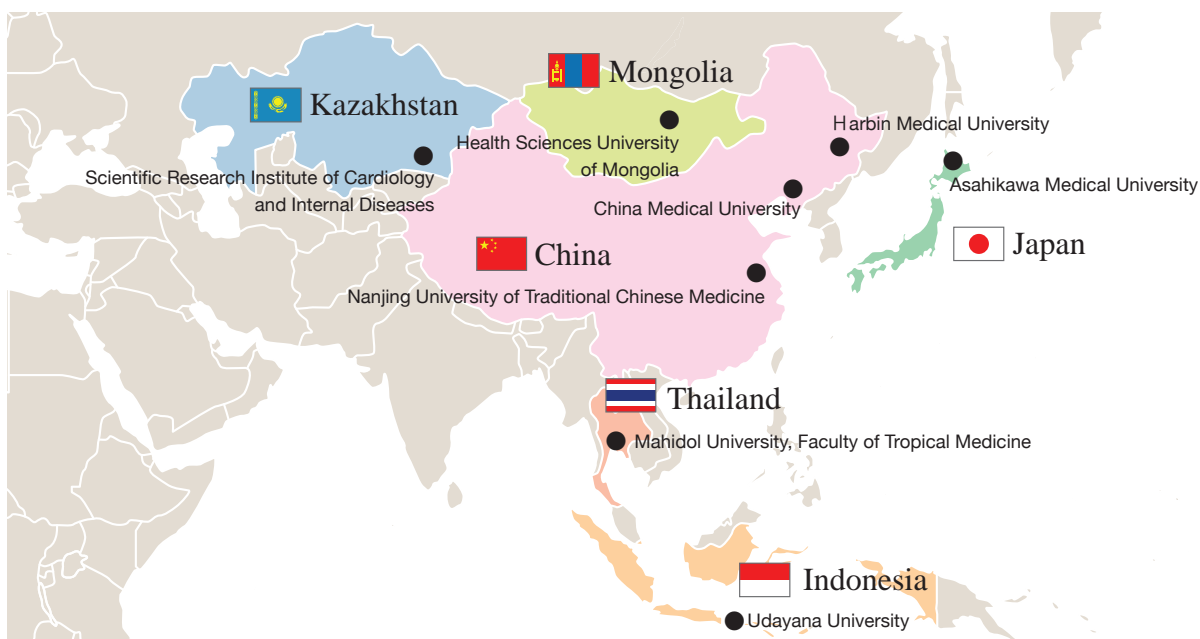 Mongolia
Kazakhstan
Harbin Medical University
Health Sciences University
of Mongolia
Scientific Research Institute of Cardiology
and Internal Diseases
Asahikawa Medical University
China Medical University
China
Japan
Nanjing University of Traditional Chinese Medicine
Thailand
Mahidol University, Faculty of Tropical Medicine
Indonesia
Udayana University